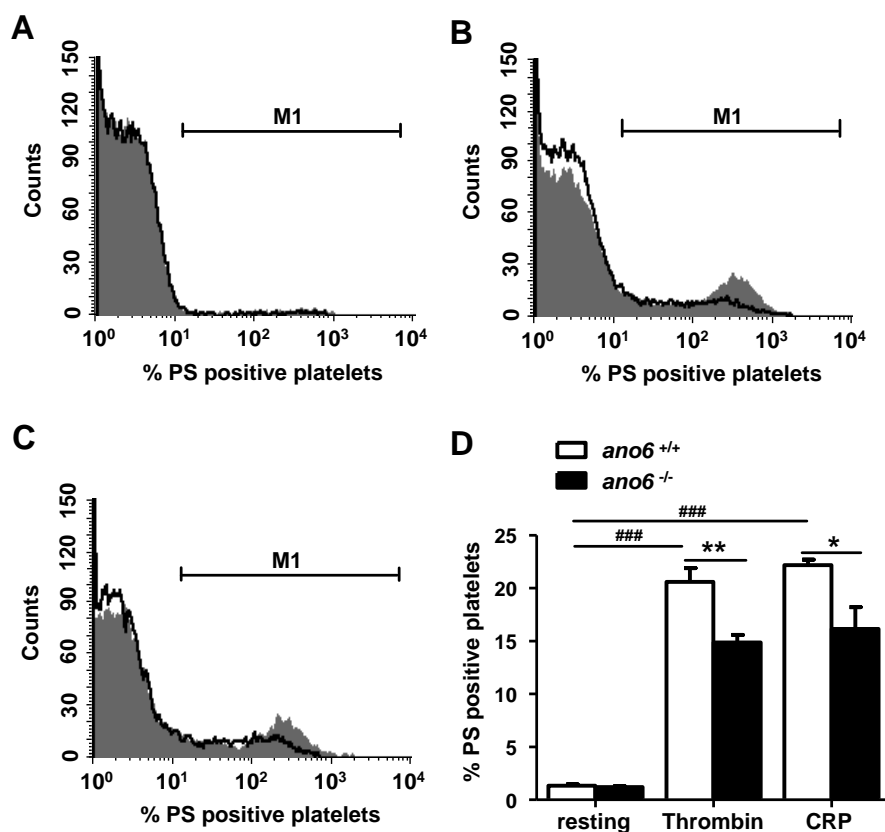 A
150
120
90
60
30
0
Counts
M1
10^0 10^1 10^2 10^3 10^4
% PS positive platelets
B
150
120
90
60
30
0
Counts
M1
10^0 10^1 10^2 10^3 10^4
% PS positive platelets
C
150
120
90
60
30
0
Counts
M1
10^0 10^1 10^2 10^3 10^4
% PS positive platelets
D
ano6 +/+
ano6 -/-
% PS positive platelets
25
20
15
10
5
0
###
###
**
*
resting Thrombin CRP